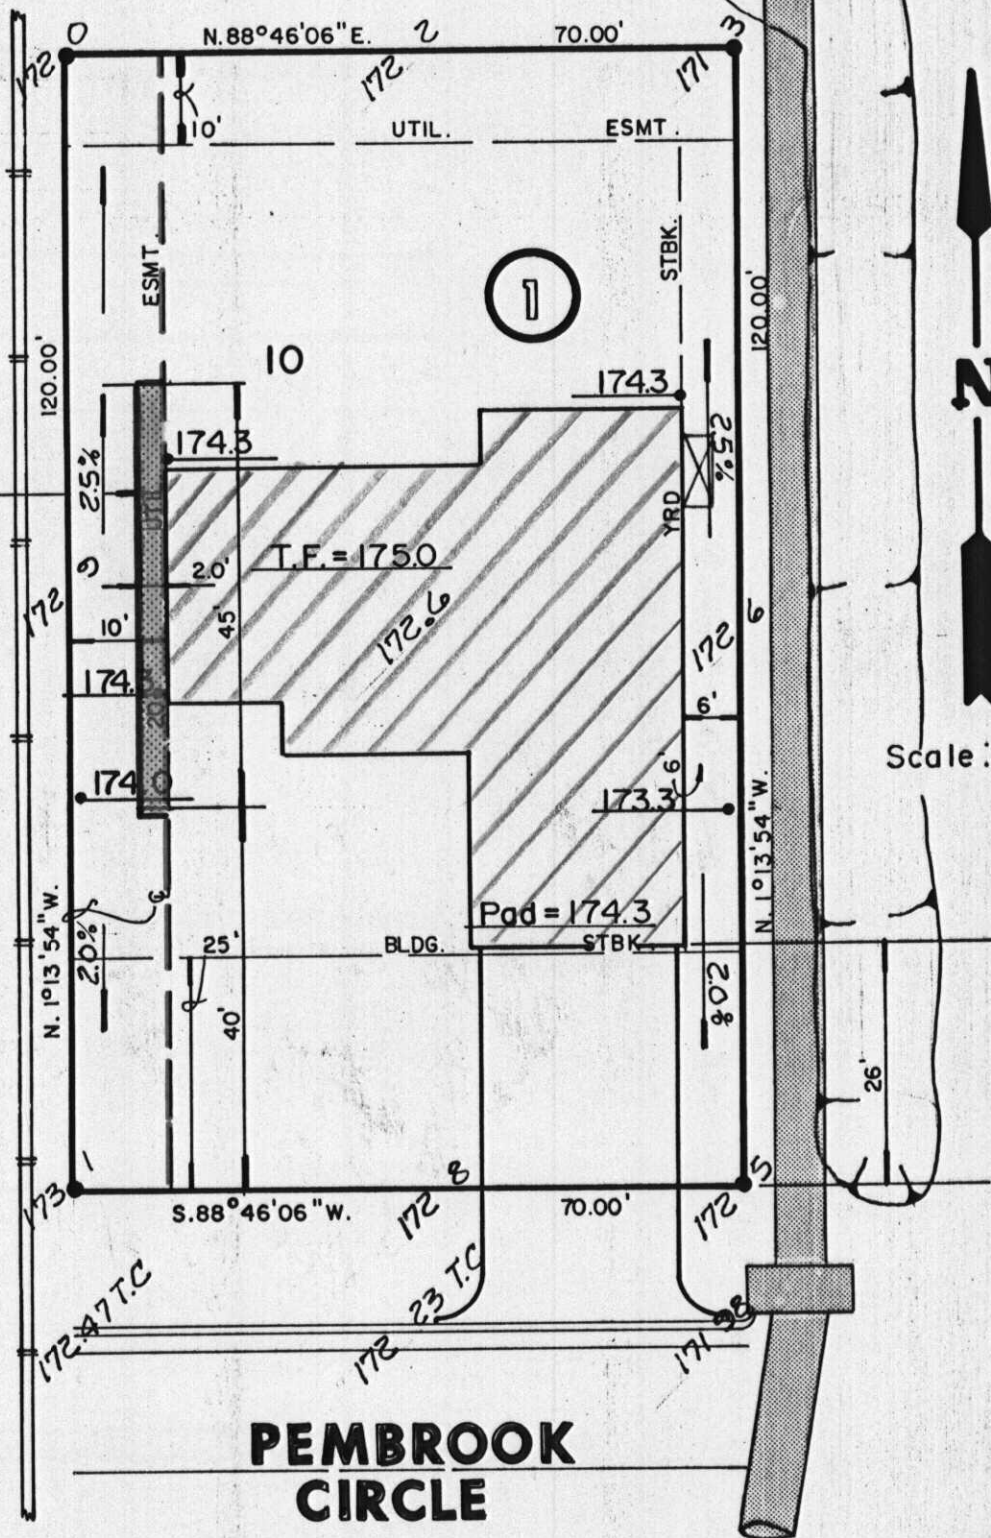 0
N.88°46'06"E.
2
70.00'
3
172
172
171
10'
UTIL. ESMT.
ESMT.
STBK.
1
120.00'
120.00'
10
174.3
174.3
2.5%
2.5%
N
UTIL
YRD
T.F. = 175.0
9
2.0'
172
45'
172.6
10'
172
6
174.
20'
6'
Scale:
174.0
6'
173.3
N. 1°13'54"W.
N. 1°13'54"W.
Pad = 174.3
2.0%
25'
BLDG. STBK.
2.0%
40'
26'
1
8
5
173
S.88°46'06"W.
172
70.00'
172
172.47 T.C
23 T.C
172
171
98
PEMBROOK
CIRCLE